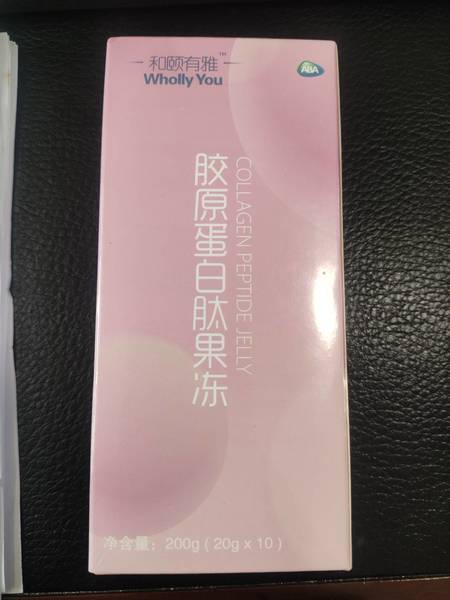 和颐有雅™
Wholly You
ABA
胶原蛋白肽果冻
COLLAGEN PEPTIDE JELLY
净含量：200g（20g x 10）